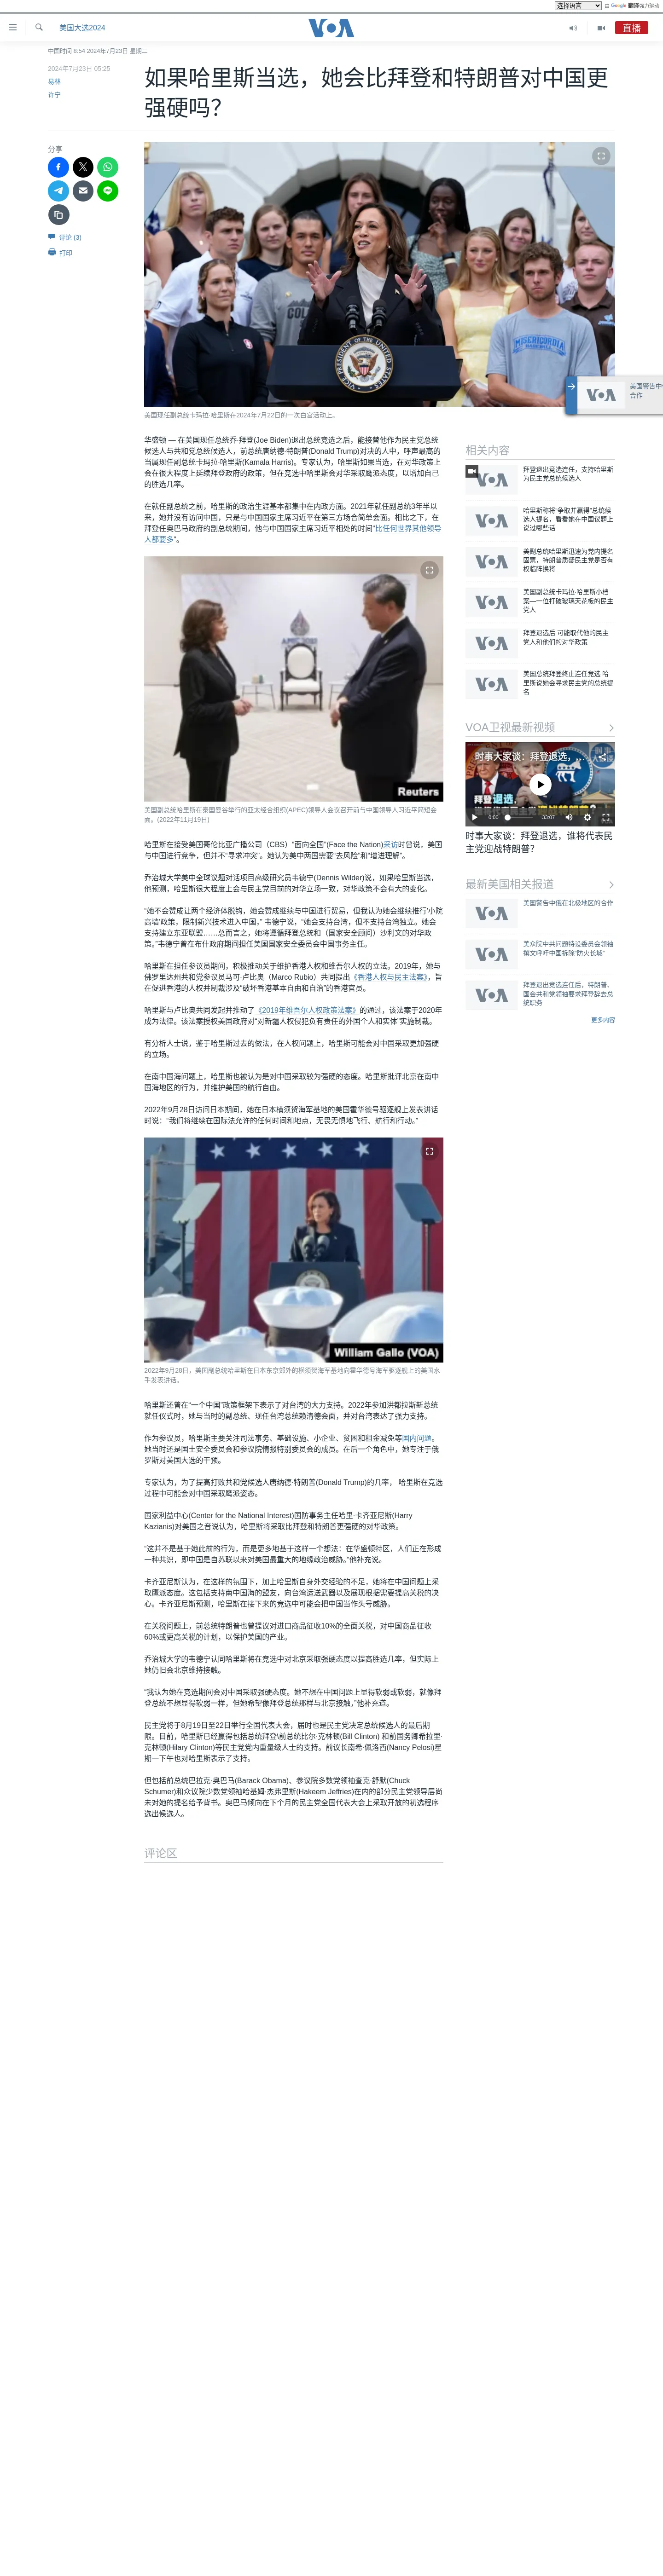 选择语言
由 Google 翻译强力驱动
美国大选2024
VOA
直播
中国时间 8:54 2024年7月23日 星期二
2024年7月23日 05:25
易林
许宁
如果哈里斯当选，她会比拜登和特朗普对中国更
强硬吗？
分享
评论 (3)
打印
美国现任副总统卡玛拉·哈里斯在2024年7月22日的一次白宫活动上。
美国警告中
合作
华盛顿 — 在美国现任总统乔·拜登(Joe Biden)退出总统竞选之后，能接替他作为民主党总统
候选人与共和党总统候选人，前总统唐纳德·特朗普(Donald Trump)对决的人中，呼声最高的
当属现任副总统卡玛拉·哈里斯(Kamala Harris)。专家认为，哈里斯如果当选，在对华政策上
会在很大程度上延续拜登政府的政策，但在竞选中哈里斯会对华采取鹰派态度，以增加自己
的胜选几率。
在就任副总统之前，哈里斯的政治生涯基本都集中在内政方面。2021年就任副总统3年半以
来，她并没有访问中国，只是与中国国家主席习近平在第三方场合简单会面。相比之下，在
拜登任奥巴马政府的副总统期间，他与中国国家主席习近平相处的时间“比任何世界其他领导
人都要多”。
Reuters
美国副总统哈里斯在泰国曼谷举行的亚太经合组织(APEC)领导人会议召开前与中国领导人习近平简短会
面。(2022年11月19日)
哈里斯在接受美国哥伦比亚广播公司（CBS）“面向全国”(Face the Nation)采访时曾说，美国
与中国进行竞争，但并不“寻求冲突”。她认为美中两国需要“去风险”和“增进理解”。
乔治城大学美中全球议题对话项目高级研究员韦德宁(Dennis Wilder)说，如果哈里斯当选，
他预测，哈里斯很大程度上会与民主党目前的对华立场一致，对华政策不会有大的变化。
“她不会赞成让两个经济体脱钩，她会赞成继续与中国进行贸易，但我认为她会继续推行‘小院
高墙’政策，限制新兴技术进入中国，” 韦德宁说，“她会支持台湾，但不支持台湾独立。她会
支持建立东亚联盟……总而言之，她将遵循拜登总统和（国家安全顾问）沙利文的对华政
策。”韦德宁曾在布什政府期间担任美国国家安全委员会中国事务主任。
哈里斯在担任参议员期间，积极推动关于维护香港人权和维吾尔人权的立法。2019年，她与
佛罗里达州共和党参议员马可·卢比奥（Marco Rubio）共同提出《香港人权与民主法案》，旨
在促进香港的人权并制裁涉及“破坏香港基本自由和自治”的香港官员。
哈里斯与卢比奥共同发起并推动了《2019年维吾尔人权政策法案》的通过，该法案于2020年
成为法律。该法案授权美国政府“对新疆人权侵犯负有责任的外国个人和实体”实施制裁。
有分析人士说，鉴于哈里斯过去的做法，在人权问题上，哈里斯可能会对中国采取更加强硬
的立场。
在南中国海问题上，哈里斯也被认为是对中国采取较为强硬的态度。哈里斯批评北京在南中
国海地区的行为，并维护美国的航行自由。
2022年9月28日访问日本期间，她在日本横须贺海军基地的美国霍华德号驱逐舰上发表讲话
时说：“我们将继续在国际法允许的任何时间和地点，无畏无惧地飞行、航行和行动。”
William Gallo (VOA)
2022年9月28日，美国副总统哈里斯在日本东京郊外的横须贺海军基地向霍华德号海军驱逐舰上的美国水
手发表讲话。
哈里斯还曾在“一个中国”政策框架下表示了对台湾的大力支持。2022年参加洪都拉斯新总统
就任仪式时，她与当时的副总统、现任台湾总统赖清德会面，并对台湾表达了强力支持。
作为参议员，哈里斯主要关注司法事务、基础设施、小企业、贫困和租金减免等国内问题。
她当时还是国土安全委员会和参议院情报特别委员会的成员。在后一个角色中，她专注于俄
罗斯对美国大选的干预。
专家认为，为了提高打败共和党候选人唐纳德·特朗普(Donald Trump)的几率， 哈里斯在竞选
过程中可能会对中国采取鹰派姿态。
国家利益中心(Center for the National Interest)国防事务主任哈里·卡齐亚尼斯(Harry
Kazianis)对美国之音说认为，哈里斯将采取比拜登和特朗普更强硬的对华政策。
“这并不是基于她此前的行为，而是更多地基于这样一个想法：在华盛顿特区，人们正在形成
一种共识，即中国是自苏联以来对美国最重大的地缘政治威胁，”他补充说。
卡齐亚尼斯认为，在这样的氛围下，加上哈里斯自身外交经验的不足，她将在中国问题上采
取鹰派态度。这包括支持南中国海的盟友，向台湾运送武器以及展现根据需要提高关税的决
心。卡齐亚尼斯预测，哈里斯在接下来的竞选中可能会把中国当作头号威胁。
在关税问题上，前总统特朗普也曾提议对进口商品征收10%的全面关税，对中国商品征收
60%或更高关税的计划，以保护美国的产业。
乔治城大学的韦德宁认同哈里斯将在竞选中对北京采取强硬态度以提高胜选几率，但实际上
她仍旧会北京维持接触。
“我认为她在竞选期间会对中国采取强硬态度。她不想在中国问题上显得软弱或软弱，就像拜
登总统不想显得软弱一样，但她希望像拜登总统那样与北京接触，”他补充道。
民主党将于8月19日至22日举行全国代表大会，届时也是民主党决定总统候选人的最后期
限。目前，哈里斯已经赢得包括总统拜登\前总统比尔·克林顿(Bill Clinton) 和前国务卿希拉里·
克林顿(Hilary Clinton)等民主党党内重量级人士的支持。前议长南希·佩洛西(Nancy Pelosi)星
期一下午也对哈里斯表示了支持。
但包括前总统巴拉克·奥巴马(Barack Obama)、参议院多数党领袖查克·舒默(Chuck
Schumer)和众议院少数党领袖哈基姆·杰弗里斯(Hakeem Jeffries)在内的部分民主党领导层尚
未对她的提名给予背书。奥巴马倾向在下个月的民主党全国代表大会上采取开放的初选程序
选出候选人。
评论区
相关内容
拜登退出竞选连任，支持哈里斯
为民主党总统候选人
哈里斯称将“争取并赢得”总统候
选人提名，看看她在中国议题上
说过哪些话
美副总统哈里斯迅速为党内提名
固票，特朗普质疑民主党是否有
权临阵换将
美国副总统卡玛拉·哈里斯小档
案—一位打破玻璃天花板的民主
党人
拜登退选后 可能取代他的民主
党人和他们的对华政策
美国总统拜登终止连任竞选 哈
里斯说她会寻求民主党的总统提
名
VOA卫视最新视频
时事大家谈：拜登退选，…
0:00
33:07
时事大家谈：拜登退选，谁将代表民
主党迎战特朗普？
最新美国相关报道
美国警告中俄在北极地区的合作
美众院中共问题特设委员会领袖
撰文呼吁中国拆除“防火长城”
拜登退出竞选连任后，特朗普、
国会共和党领袖要求拜登辞去总
统职务
更多内容